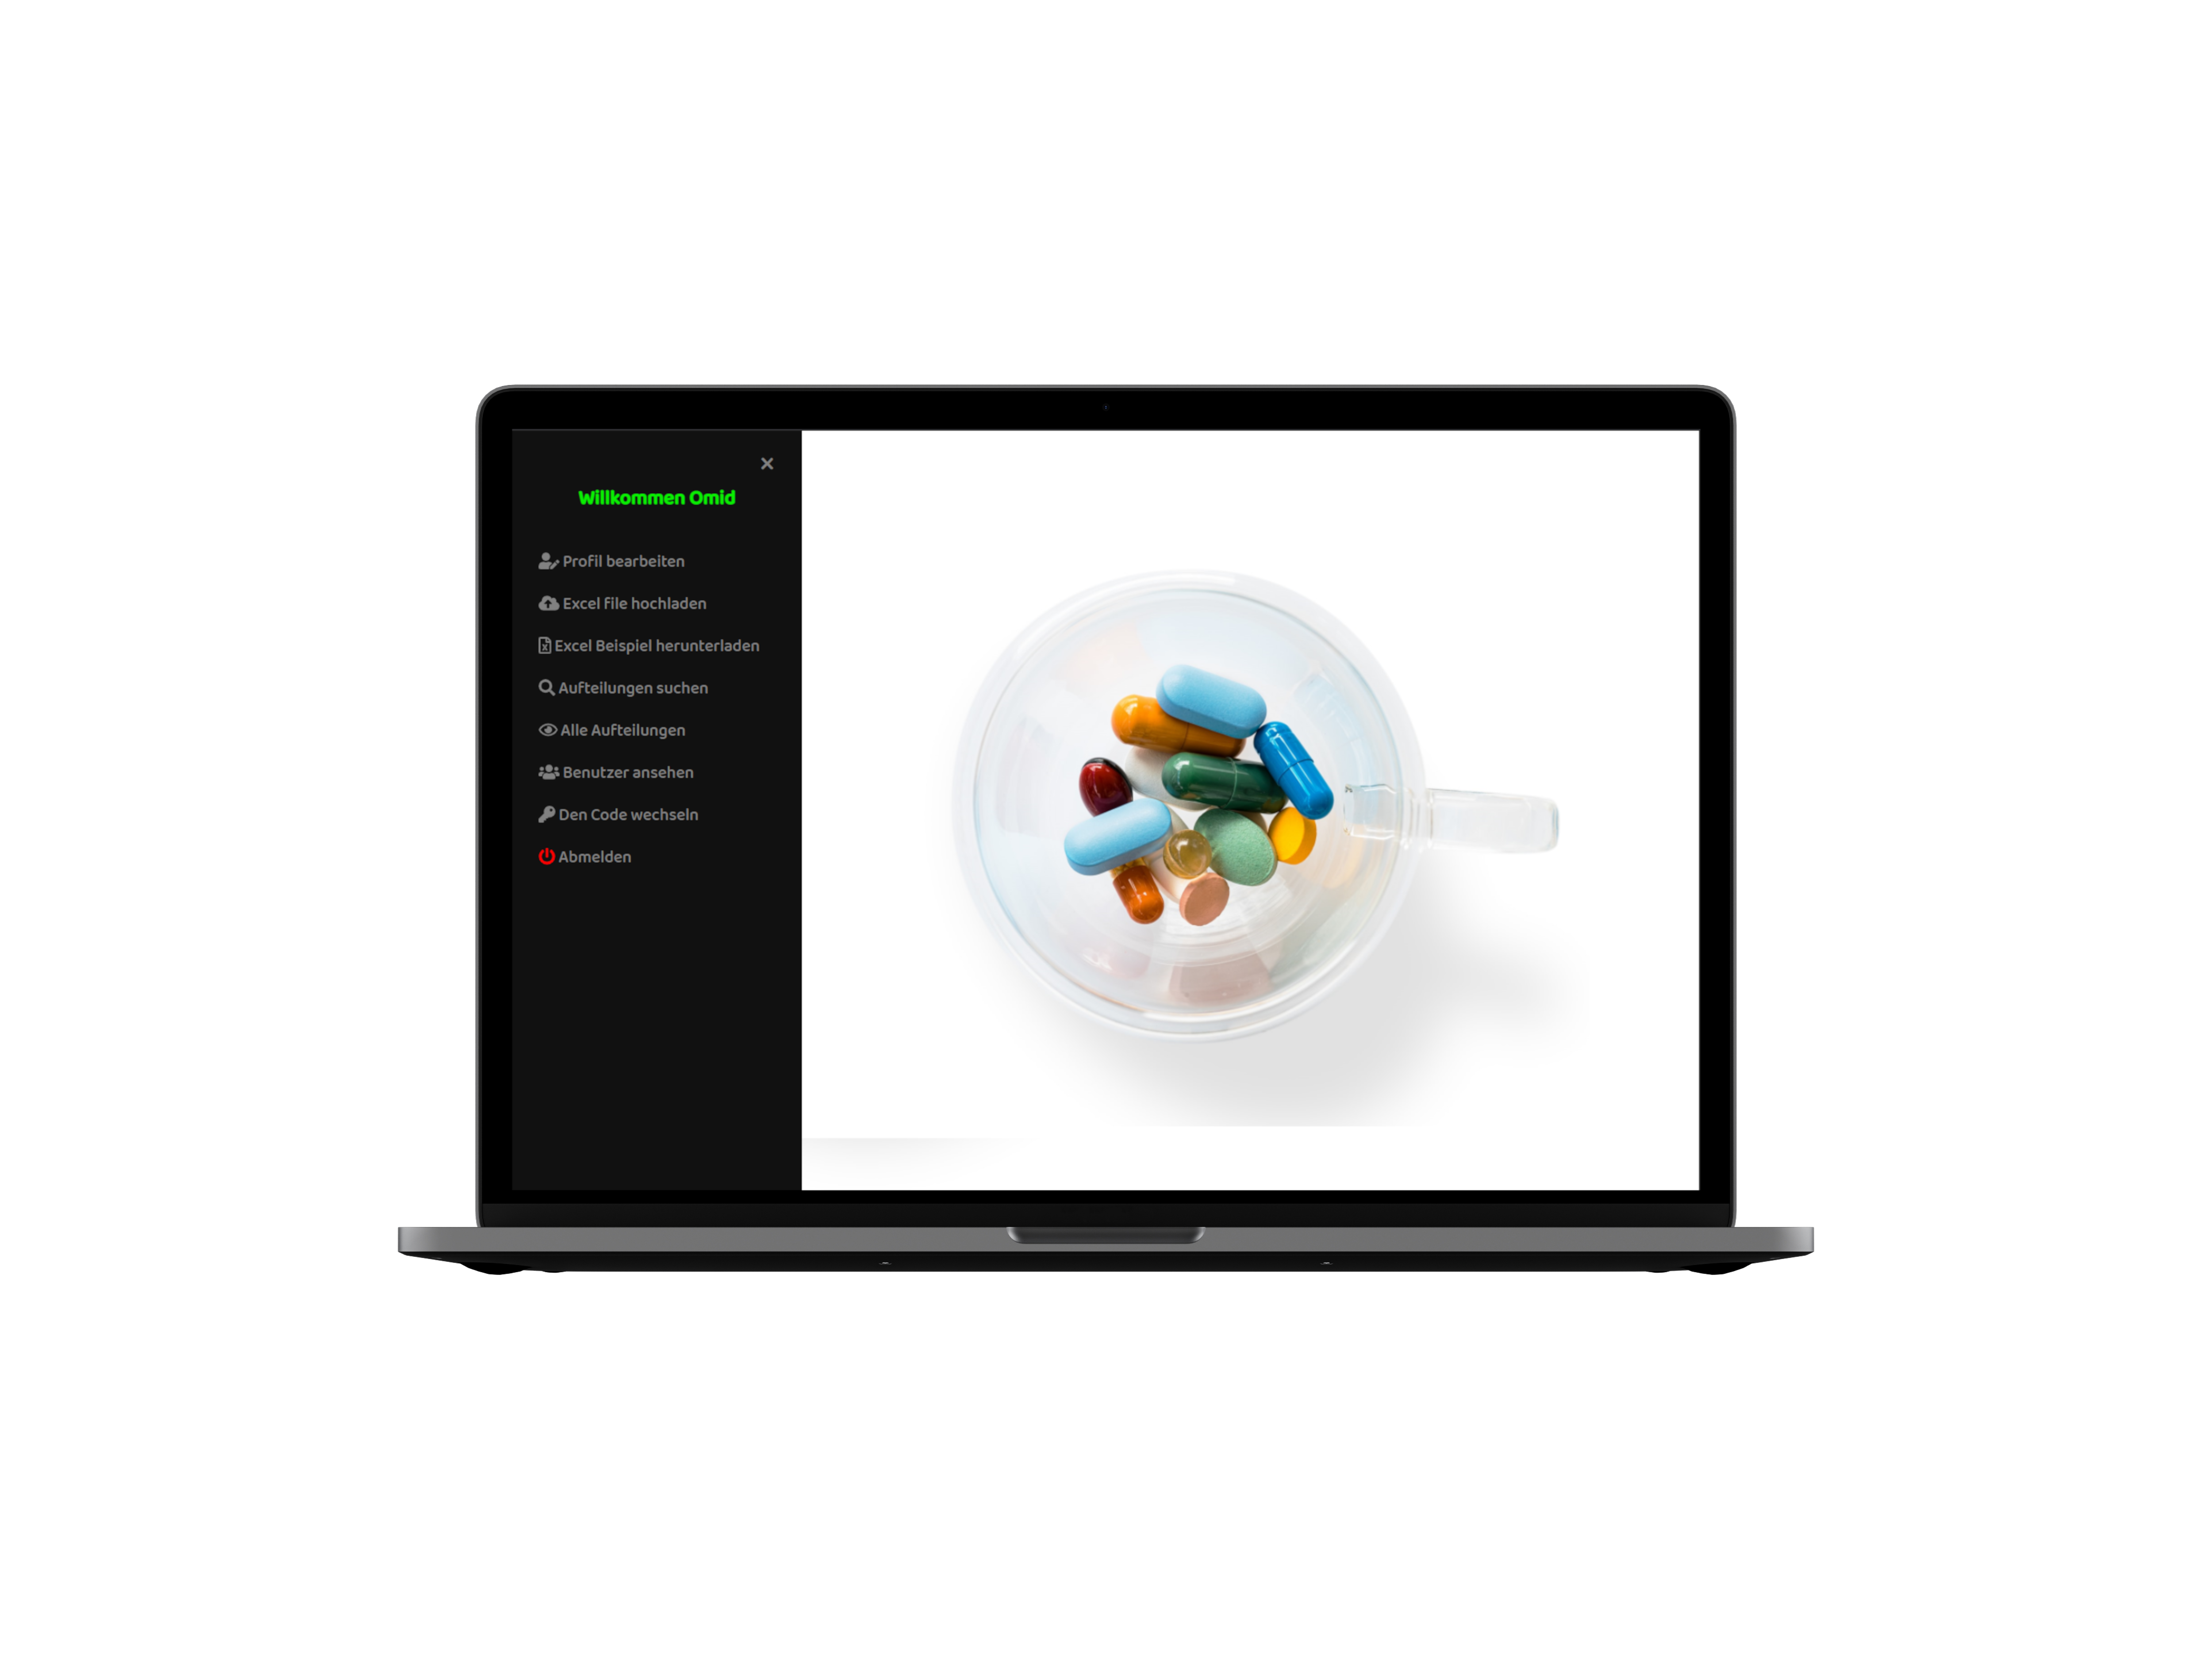 Willkommen Omid
Profil bearbeiten
Excel file hochladen
Excel Beispiel herunterladen
Aufteilungen suchen
Alle Aufteilungen
Benutzer ansehen
Den Code wechseln
Abmelden